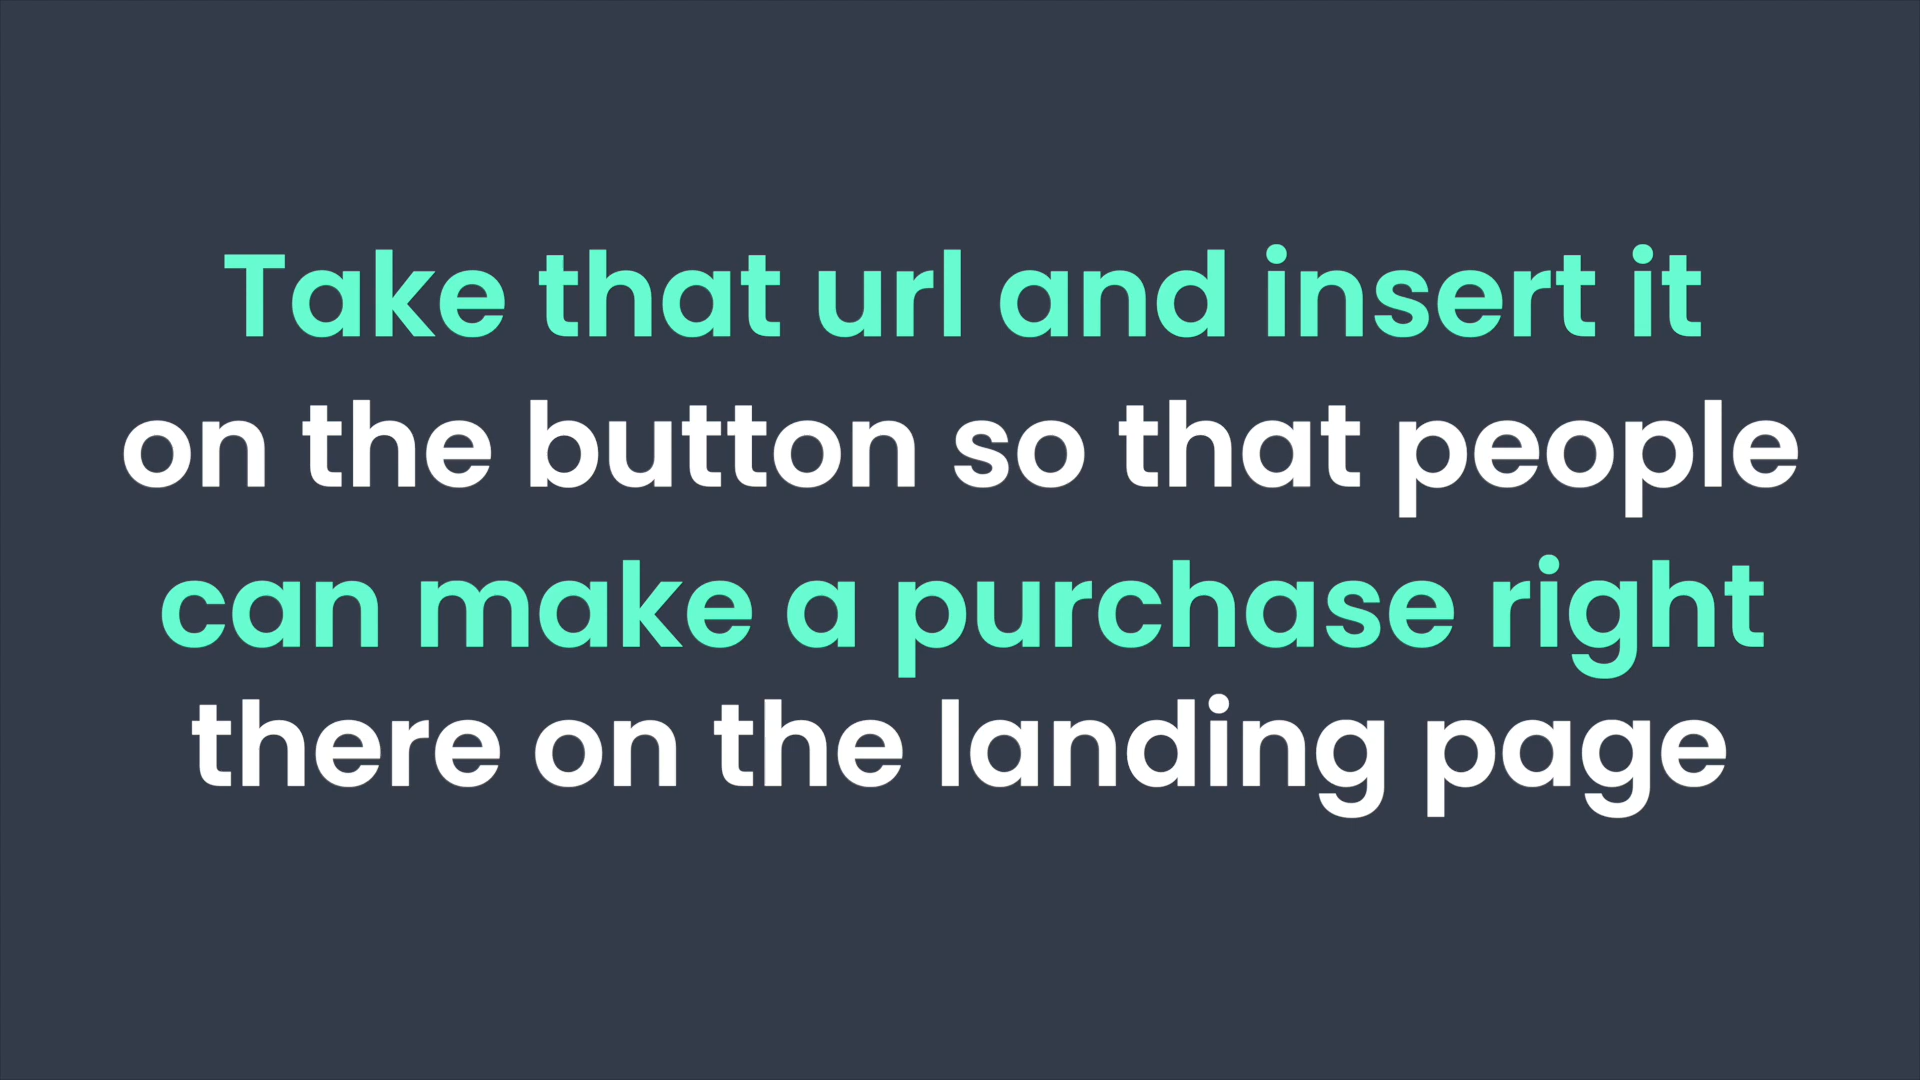 Take that url and insert it
on the button so that people
can make a purchase right
there on the landing page